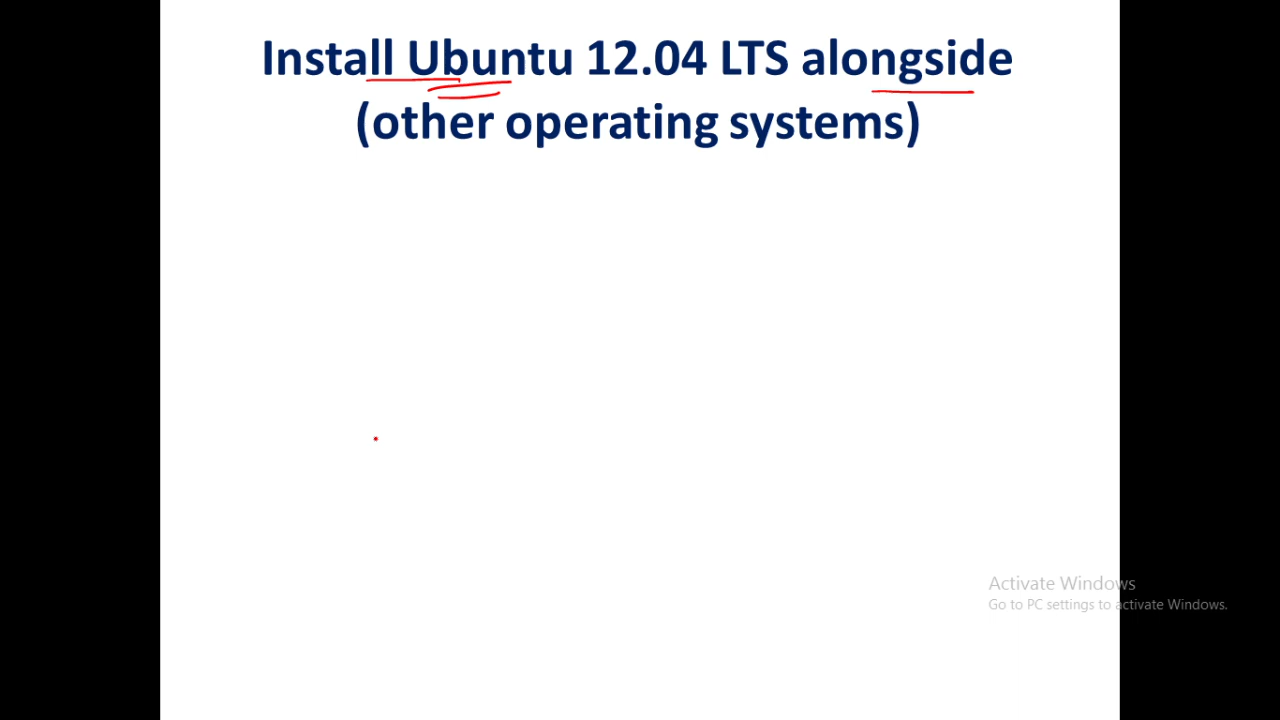 Install Ubuntu 12.04 LTS alongside
(other operating systems)
Activate Windows
Go to PC settings to activate Windows.